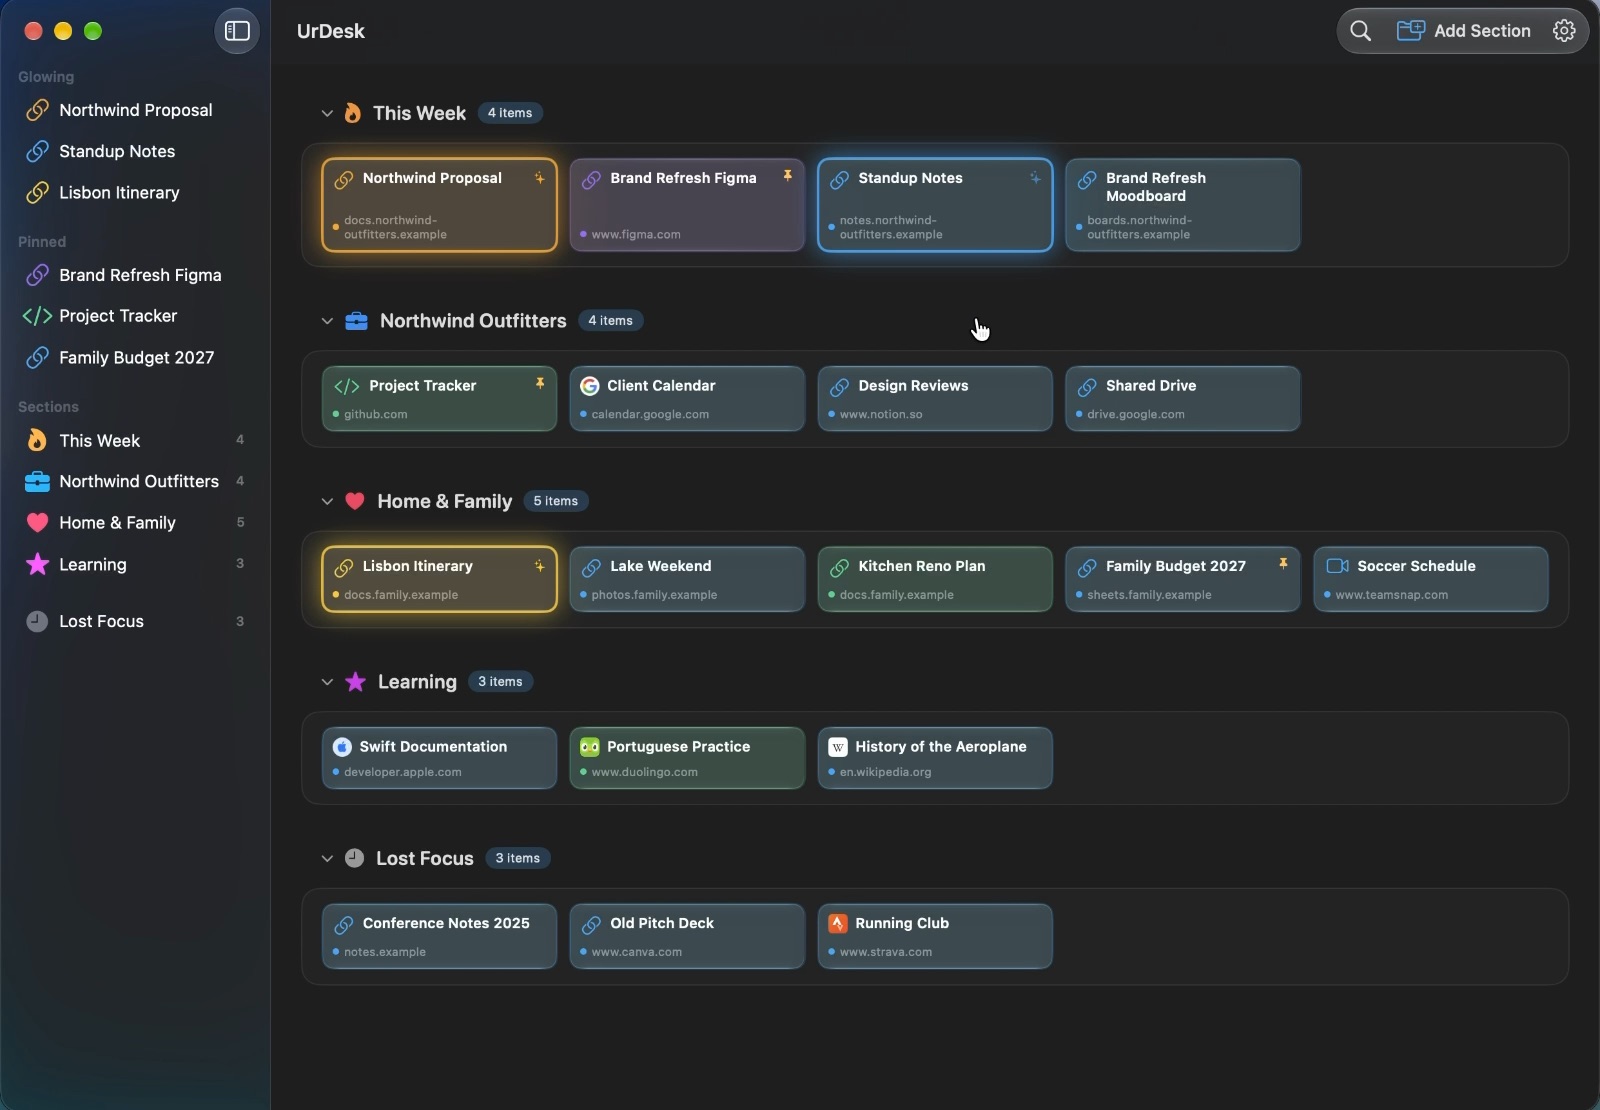 UrDesk
Add Section
Glowing
Northwind Proposal
Standup Notes
Lisbon Itinerary
Pinned
Brand Refresh Figma
Project Tracker
Family Budget 2027
Sections
This Week 4
Northwind Outfitters 4
Home & Family 5
Learning 3
Lost Focus 3
This Week 4 items
Northwind Proposal
docs.northwind-
outfitters.example
Brand Refresh Figma
www.figma.com
Standup Notes
notes.northwind-
outfitters.example
Brand Refresh
Moodboard
boards.northwind-
outfitters.example
Northwind Outfitters 4 items
Project Tracker
github.com
Client Calendar
calendar.google.com
Design Reviews
www.notion.so
Shared Drive
drive.google.com
Home & Family 5 items
Lisbon Itinerary
docs.family.example
Lake Weekend
photos.family.example
Kitchen Reno Plan
docs.family.example
Family Budget 2027
sheets.family.example
Soccer Schedule
www.teamsnap.com
Learning 3 items
Swift Documentation
developer.apple.com
Portuguese Practice
www.duolingo.com
W History of the Aeroplane
en.wikipedia.org
Lost Focus 3 items
Conference Notes 2025
notes.example
Old Pitch Deck
www.canva.com
Running Club
www.strava.com